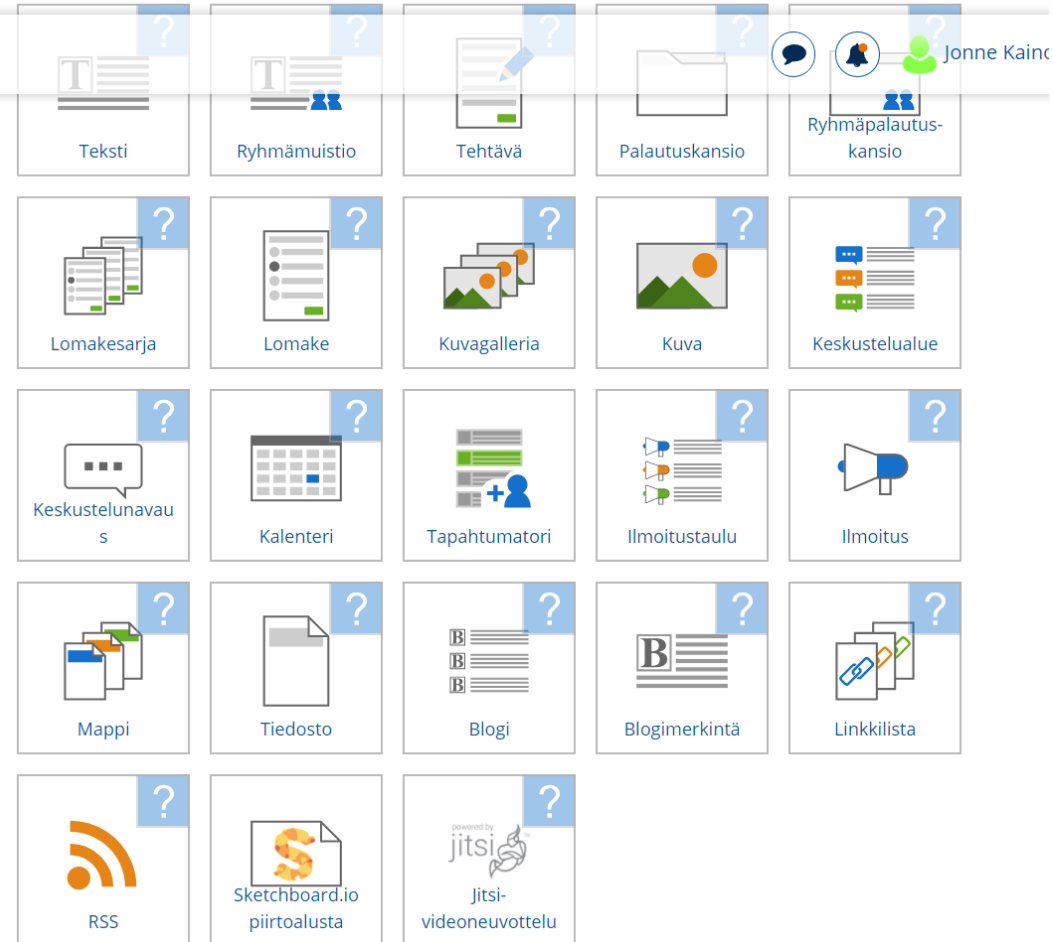 ? ? ? ? ?
T T
Jonne Kaino
Teksti
Ryhmämuistio
Tehtävä
Palautuskansio
Ryhmäpalautus-
kansio
? ? ? ? ?
Lomakesarja
Lomake
Kuvagalleria
Kuva
Keskustelualue
? ? ? ?
Keskustelunavau
s
Kalenteri
Tapahtumatori
Ilmoitustaulu
Ilmoitus
? ? ? ? ?
B
B
B
B
Mappi
Tiedosto
Blogi
Blogimerkintä
Linkkilista
? ?
S
powered by
jitsi
RSS
Sketchboard.io
piirtoalusta
Jitsi-
videoneuvottelu